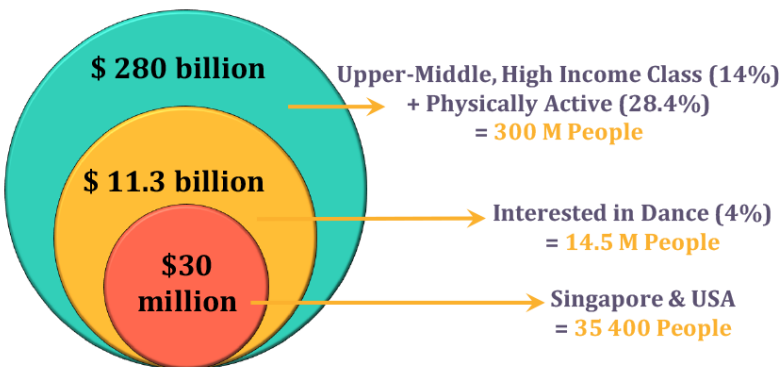 $ 280 billion
Upper-Middle, High Income Class (14%)
+ Physically Active (28.4%)
= 300 M People
$ 11.3 billion
Interested in Dance (4%)
= 14.5 M People
$30
million
Singapore & USA
= 35 400 People